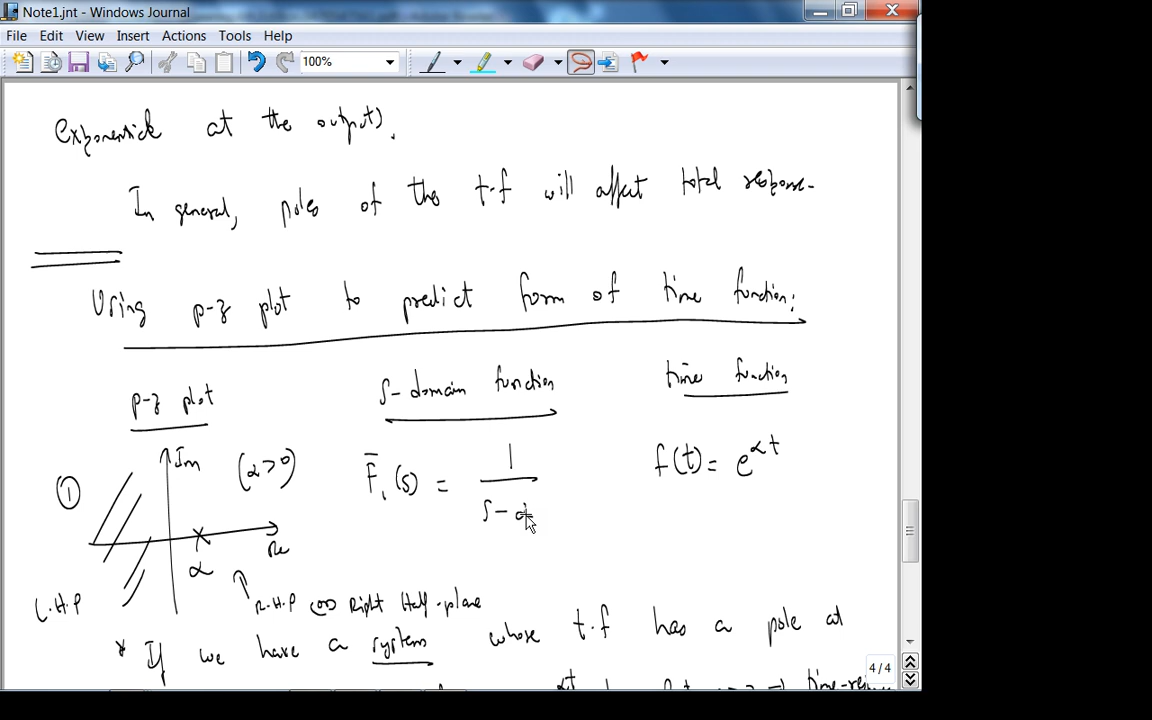 Note1.jnt - Windows Journal
File Edit View Insert Actions Tools Help
100%
at the output).
In general, poles of the t.f will affect total response.
Using p-z plot to predict form of time function:
p-z plot S-domain function time function
① Im (α>0) F̄₁(s) = 1 / (s-α) f(t) = e^αt
Re
α
L.H.P R.H.P Right Half-plane
* If we have a system whose t.f has a pole at
4 / 4